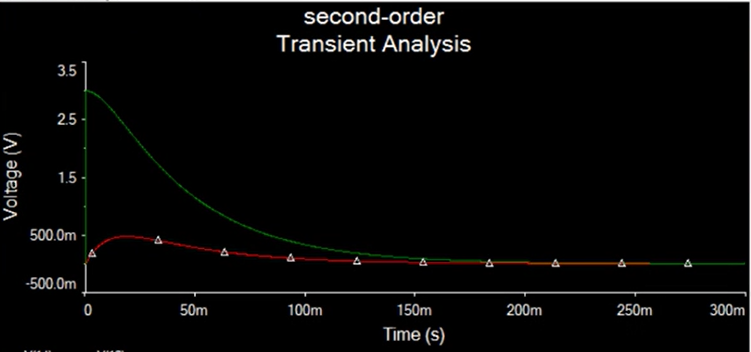 second-order
Transient Analysis
3.5
2.5
1.5
500.0m
-500.0m
Voltage (V)
0 50m 100m 150m 200m 250m 300m
Time (s)